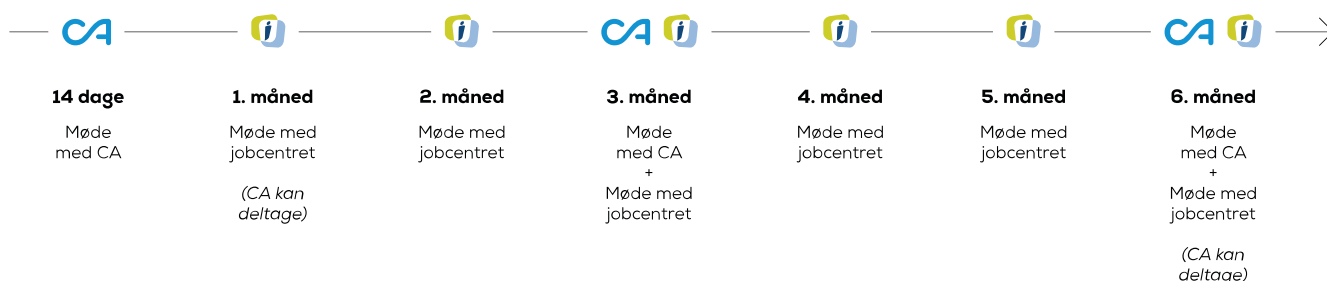 CA
i
i
CA i
i
i
CA i
14 dage
Møde
med CA
1. måned
Møde med
jobcentret
(CA kan
deltage)
2. måned
Møde med
jobcentret
3. måned
Møde
med CA
+
Møde med
jobcentret
4. måned
Møde med
jobcentret
5. måned
Møde med
jobcentret
6. måned
Møde
med CA
+
Møde med
jobcentret
(CA kan
deltage)